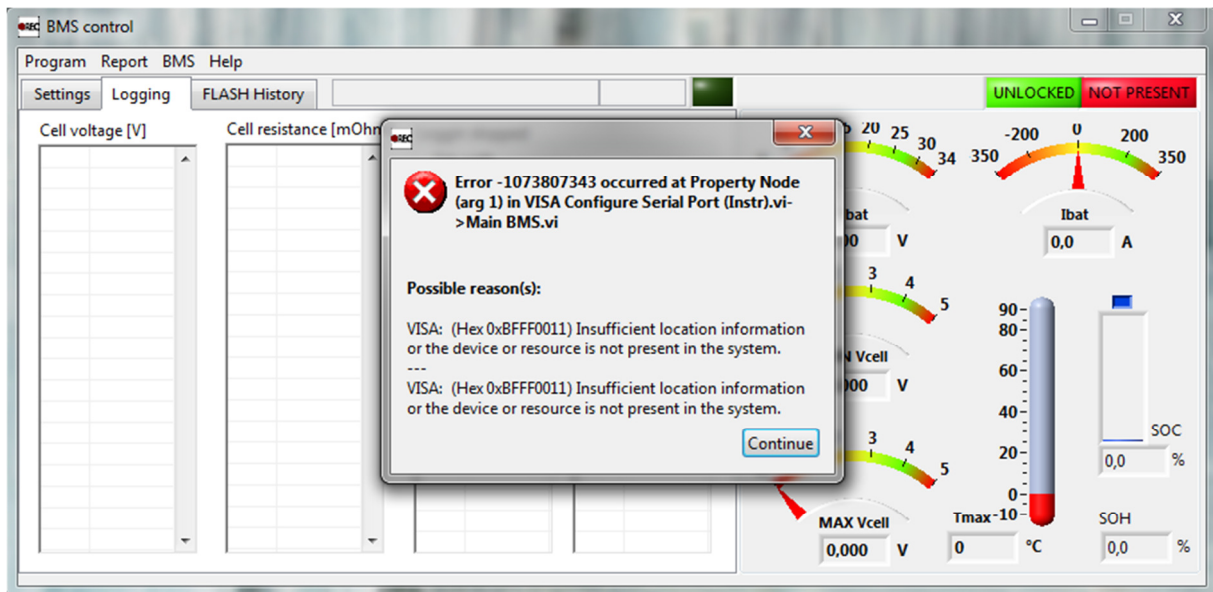 BMS control
Program Report BMS Help
Settings Logging FLASH History
UNLOCKED NOT PRESENT
Cell voltage [V]
Cell resistance [mOhm
Error -1073807343 occurred at Property Node
(arg 1) in VISA Configure Serial Port (Instr).vi-
>Main BMS.vi
Possible reason(s):
VISA: (Hex 0xBFFF0011) Insufficient location information
or the device or resource is not present in the system.
---
VISA: (Hex 0xBFFF0011) Insufficient location information
or the device or resource is not present in the system.
Continue
20 25 30 34
350 -200 0 200 350
bat
V
Ibat
0,0 A
3 4 5
Vcell
V
3 4 5
MAX Vcell
0,000 V
90
80
60
40
20
0
-10
Tmax
0 °C
SOC
0,0 %
SOH
0,0 %